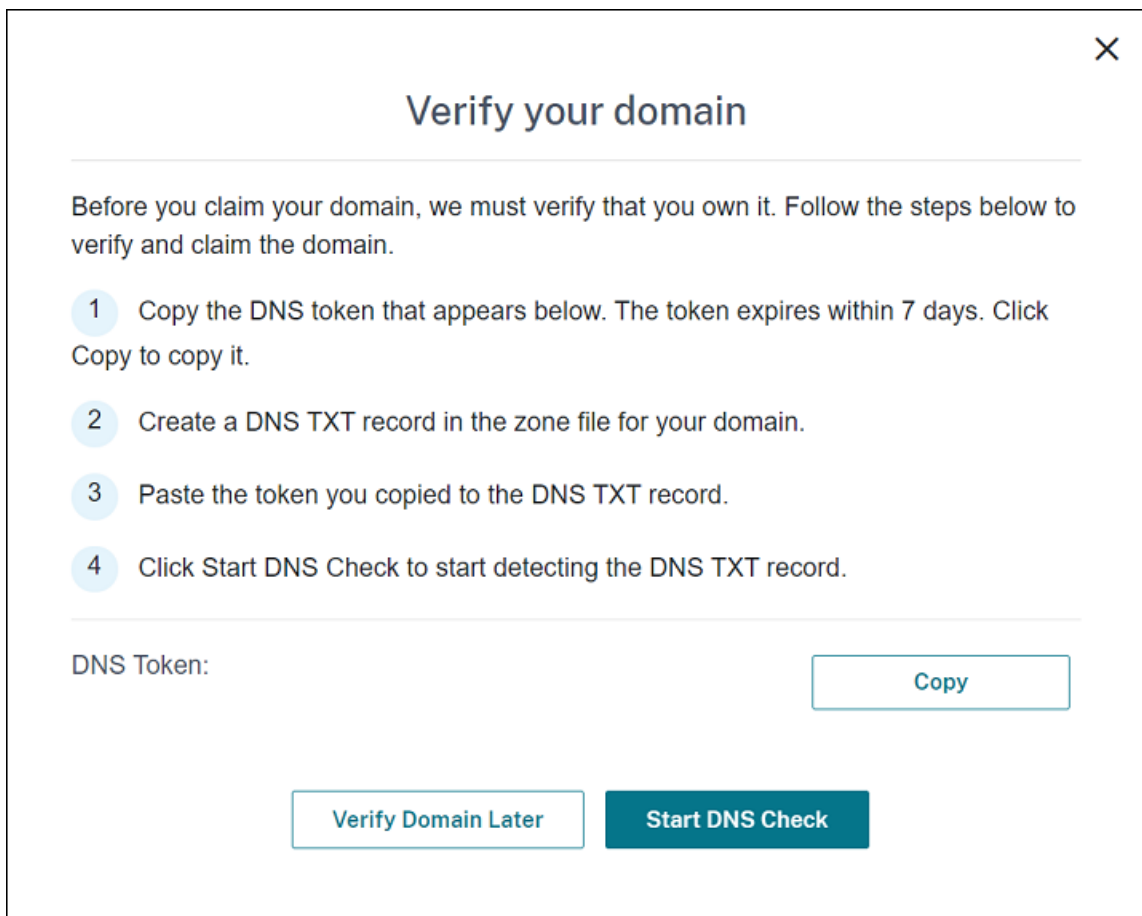 Verify your domain
Before you claim your domain, we must verify that you own it. Follow the steps below to
verify and claim the domain.
1 Copy the DNS token that appears below. The token expires within 7 days. Click
Copy to copy it.
2 Create a DNS TXT record in the zone file for your domain.
3 Paste the token you copied to the DNS TXT record.
4 Click Start DNS Check to start detecting the DNS TXT record.
DNS Token:
Copy
Verify Domain Later
Start DNS Check